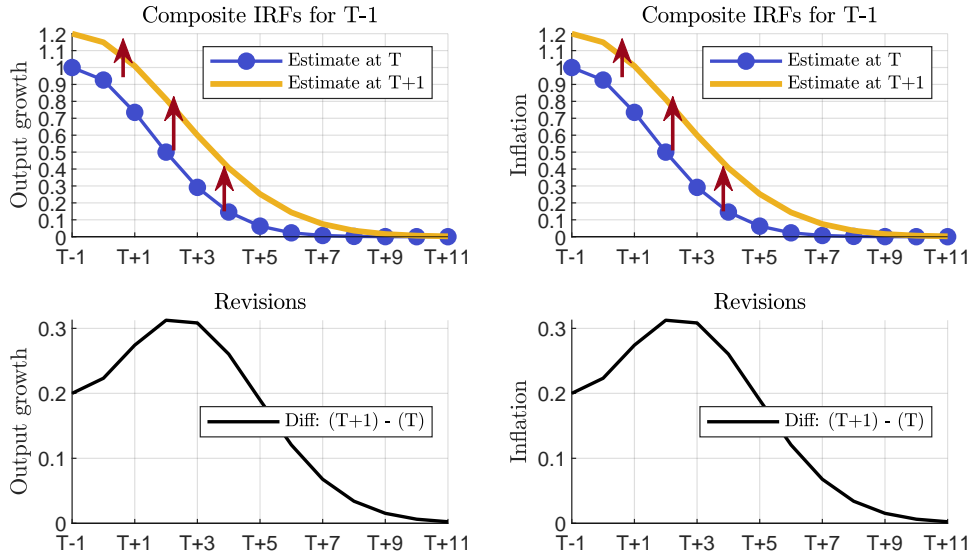 Composite IRFs for T-1
Output growth
1.2
1
1
0.9
0.8
0.7
0.6
0.5
0.4
0.3
0.2
0.1
0
T-1 T+1 T+3 T+5 T+7 T+9 T+11
Estimate at T
Estimate at T+1
Composite IRFs for T-1
Inflation
1.2
1
1
0.9
0.8
0.7
0.6
0.5
0.4
0.3
0.2
0.1
0
T-1 T+1 T+3 T+5 T+7 T+9 T+11
Estimate at T
Estimate at T+1
Revisions
Output growth
0.3
0.2
0.1
0
T-1 T+1 T+3 T+5 T+7 T+9 T+11
Diff: (T+1) - (T)
Revisions
Inflation
0.3
0.2
0.1
0
T-1 T+1 T+3 T+5 T+7 T+9 T+11
Diff: (T+1) - (T)